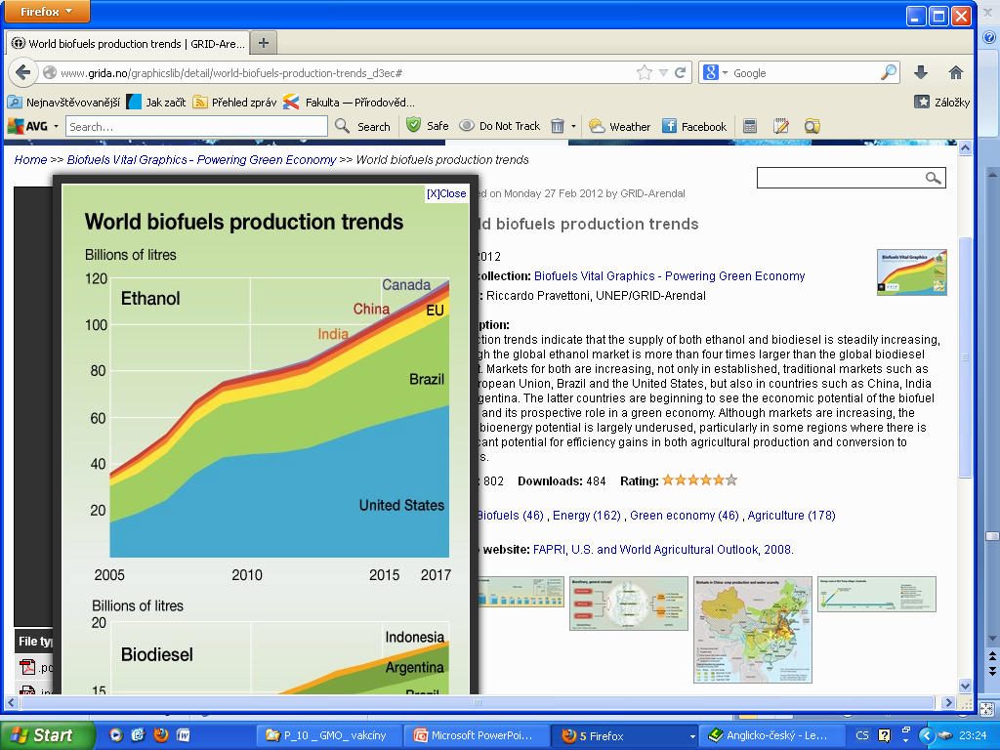 Firefox
World biofuels production trends | GRID-Are...
www.grida.no/graphicslib/detail/world-biofuels-production-trends_d3ec#
Google
Nejnavštěvovanější
Jak začít
Přehled zpráv
Fakulta — Přírodověd...
Záložky
AVG
Search...
Search
Safe
Do Not Track
Weather
Facebook
Home >> Biofuels Vital Graphics - Powering Green Economy >> World biofuels production trends
[X]Close
ed on Monday 27 Feb 2012 by GRID-Arendal
World biofuels production trends
Billions of litres
120
100
80
60
40
20
Ethanol
Canada
China
EU
India
Brazil
United States
2005
2010
2015
2017
Billions of litres
20
15
Biodiesel
Indonesia
Argentina
Brazil
ld biofuels production trends
2012
ollection: Biofuels Vital Graphics - Powering Green Economy
: Riccardo Pravettoni, UNEP/GRID-Arendal
ption:
ction trends indicate that the supply of both ethanol and biodiesel is steadily increasing,
gh the global ethanol market is more than four times larger than the global biodiesel
t. Markets for both are increasing, not only in established, traditional markets such as
ropean Union, Brazil and the United States, but also in countries such as China, India
gentina. The latter countries are beginning to see the economic potential of the biofuel
and its prospective role in a green economy. Although markets are increasing, the
bioenergy potential is largely underused, particularly in some regions where there is
cant potential for efficiency gains in both agricultural production and conversion to
s.
: 802 Downloads: 484 Rating:
Biofuels (46) , Energy (162) , Green economy (46) , Agriculture (178)
website: FAPRI, U.S. and World Agricultural Outlook, 2008.
Biofuels Vital Graphics
File ty
.pd
Start
P_10 _ GMO_ vakcíny
Microsoft PowerPoi...
5 Firefox
Anglicko-český - Le...
CS
23:24